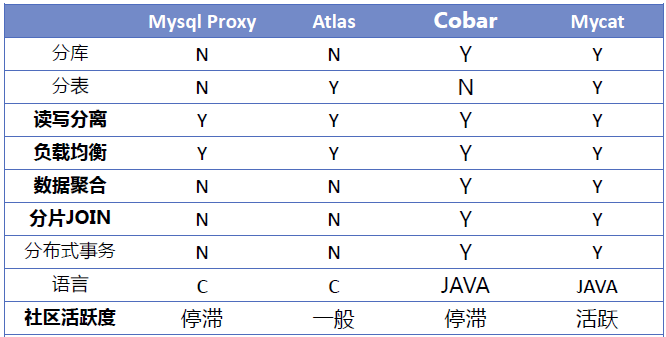 Mysql Proxy Atlas Cobar Mycat
分库 N N Y Y
分表 N Y N Y
读写分离 Y Y Y Y
负载均衡 Y Y Y Y
数据聚合 N N Y Y
分片JOIN N N Y Y
分布式事务 N N Y Y
语言 C C JAVA JAVA
社区活跃度 停滞 一般 停滞 活跃